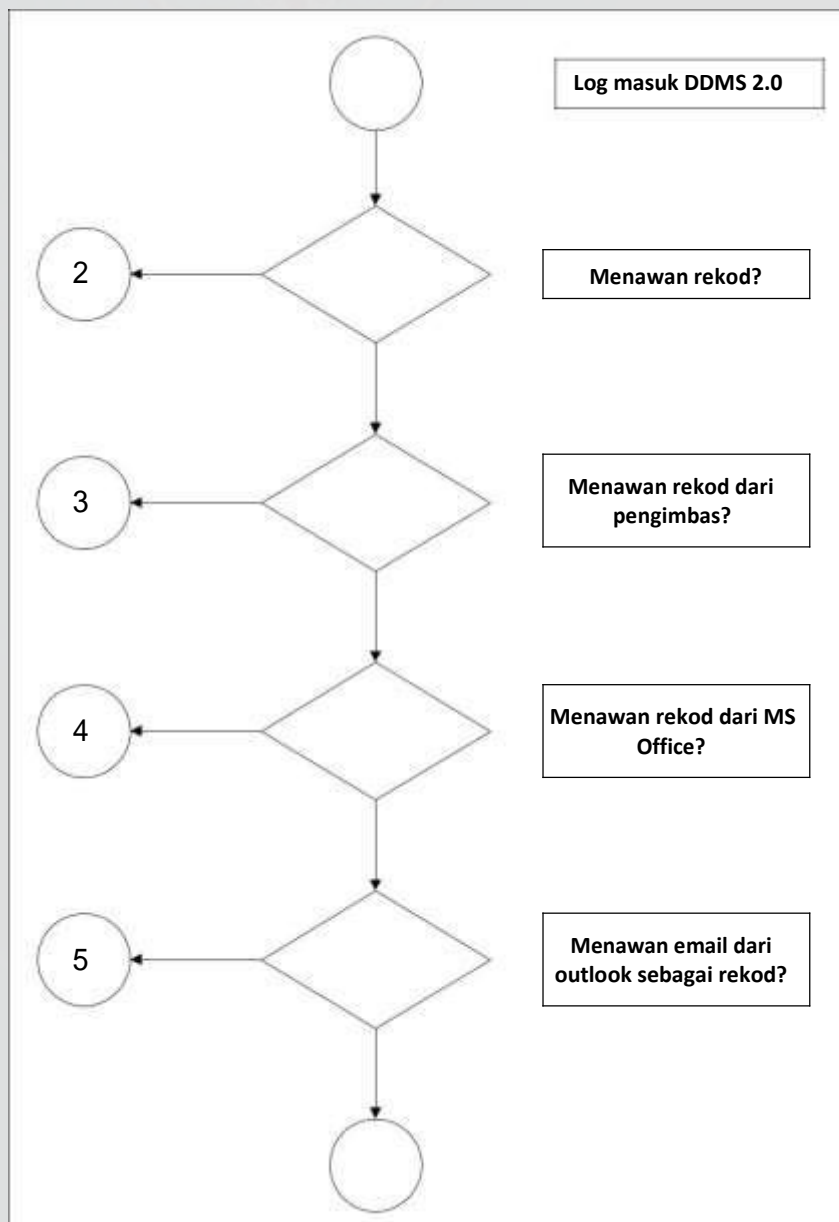 Log masuk DDMS 2.0
2
Menawan rekod?
3
Menawan rekod dari
pengimbas?
4
Menawan rekod dari MS
Office?
5
Menawan email dari
outlook sebagai rekod?